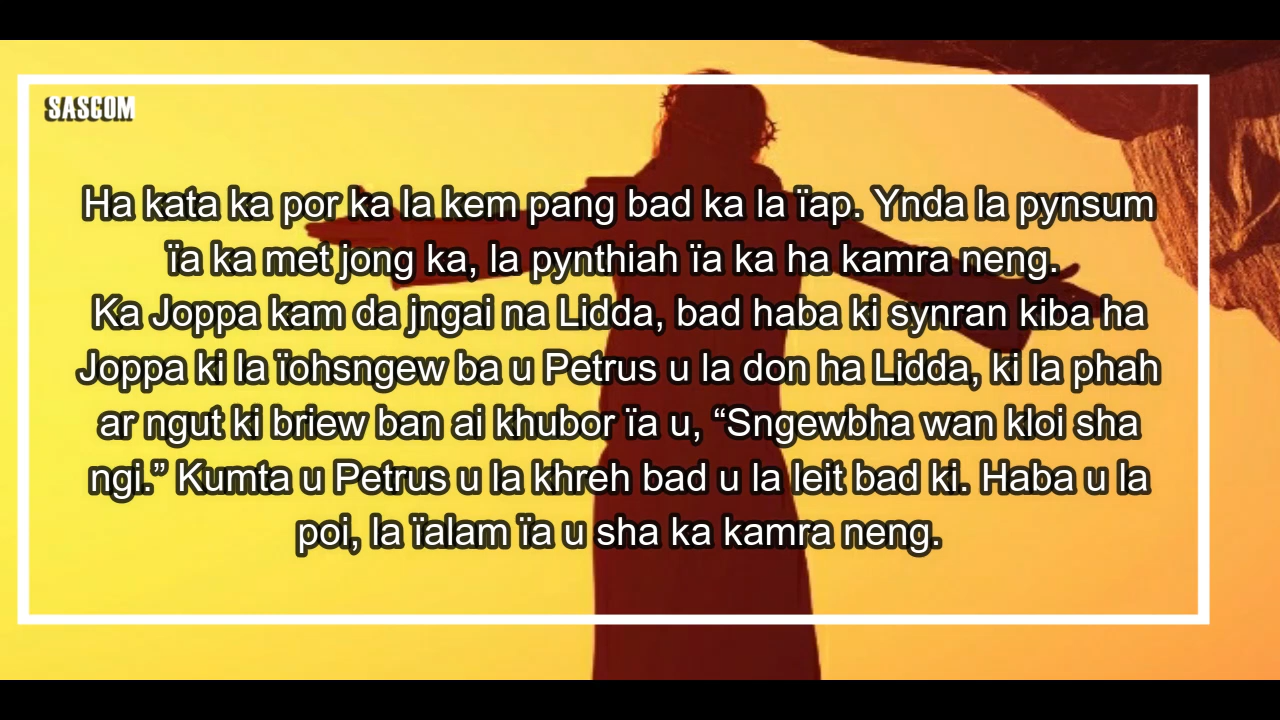 SASCOM
Ha kata ka por ka la kem pang bad ka la ïap. Ynda la pynsum
ïa ka met jong ka, la pynthiah ïa ka ha kamra neng.
Ka Joppa kam da jngai na Lidda, bad haba ki synran kiba ha
Joppa ki la ïohsngew ba u Petrus u la don ha Lidda, ki la phah
ar ngut ki briew ban ai khubor ïa u, “Sngewbha wan kloi sha
ngi.” Kumta u Petrus u la khreh bad u la leit bad ki. Haba u la
poi, la ïalam ïa u sha ka kamra neng.